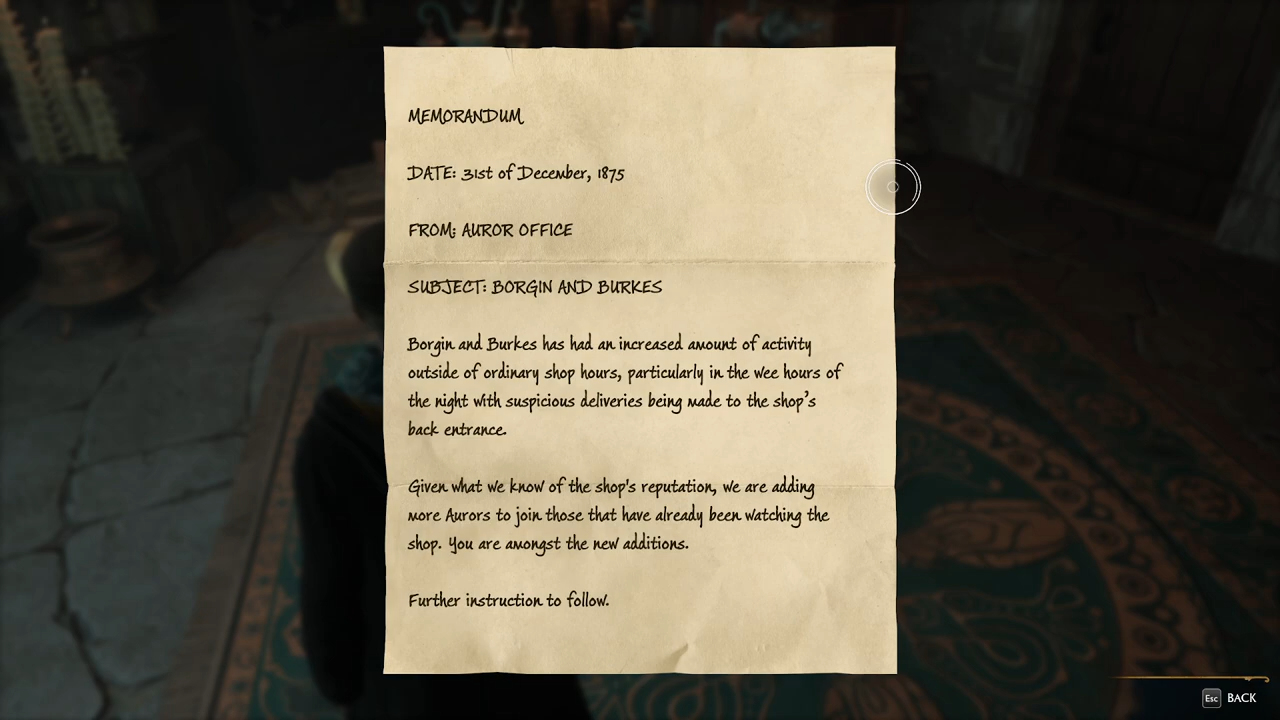 MEMORANDUM
DATE: 31st of December, 1875
FROM: AUROR OFFICE
SUBJECT: BORGIN AND BURKES
Borgin and Burkes has had an increased amount of activity
outside of ordinary shop hours, particularly in the wee hours of
the night with suspicious deliveries being made to the shop's
back entrance.
Given what we know of the shop's reputation, we are adding
more Aurors to join those that have already been watching the
shop. You are amongst the new additions.
Further instruction to follow.
Esc BACK